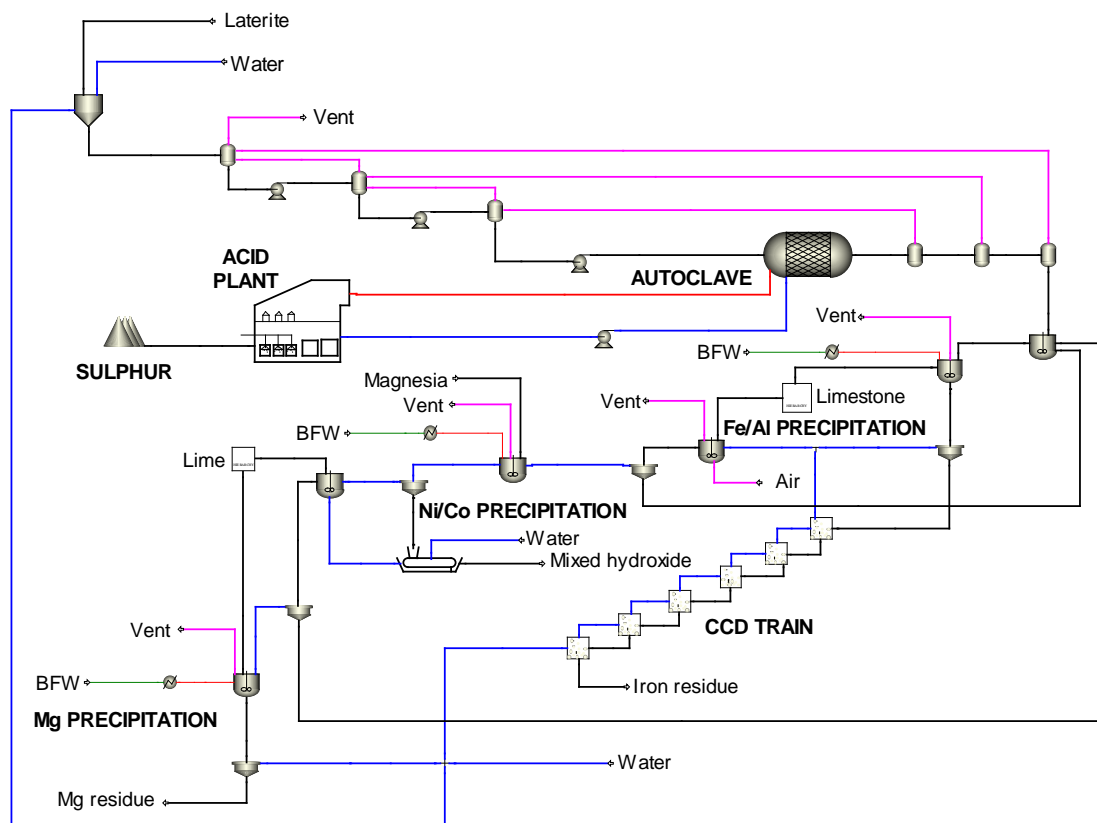 Laterite
Water
Vent
ACID
PLANT
AUTOCLAVE
SULPHUR
Vent
BFW
Magnesia
Vent
BFW
Limestone
Vent
Fe/Al PRECIPITATION
Lime
Air
Ni/Co PRECIPITATION
Water
Mixed hydroxide
CCD TRAIN
Vent
BFW
Iron residue
Mg PRECIPITATION
Water
Mg residue